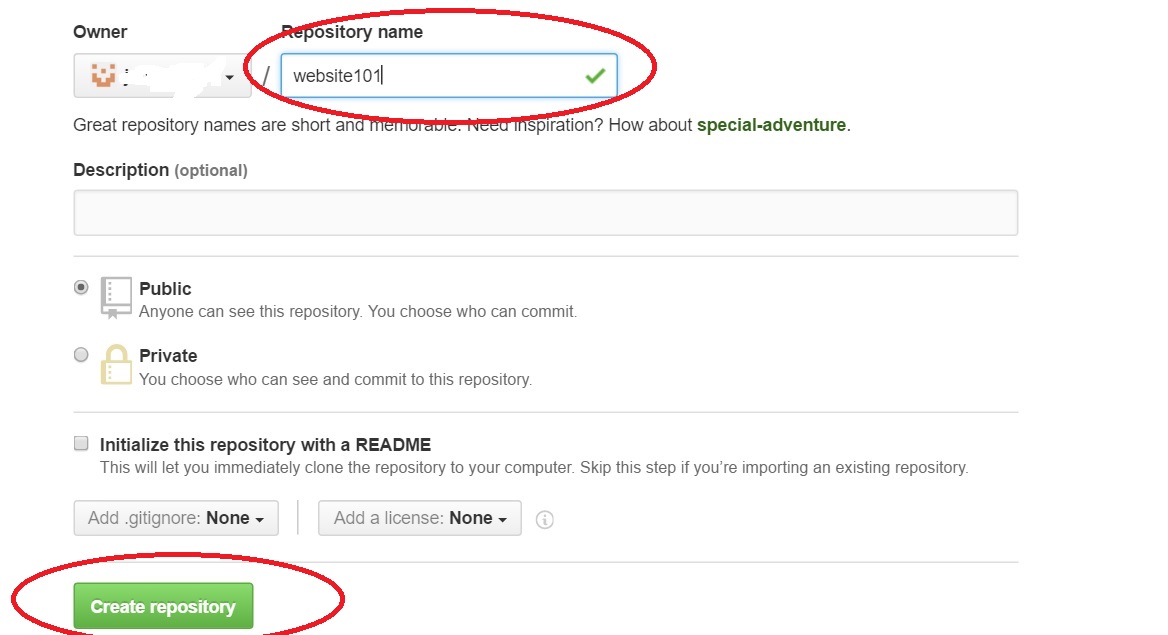 Owner
Repository name
/
website101
Great repository names are short and memorable. Need inspiration? How about special-adventure.
Description (optional)
Public
Anyone can see this repository. You choose who can commit.
Private
You choose who can see and commit to this repository.
Initialize this repository with a README
This will let you immediately clone the repository to your computer. Skip this step if you’re importing an existing repository.
Add .gitignore: None
Add a license: None
Create repository